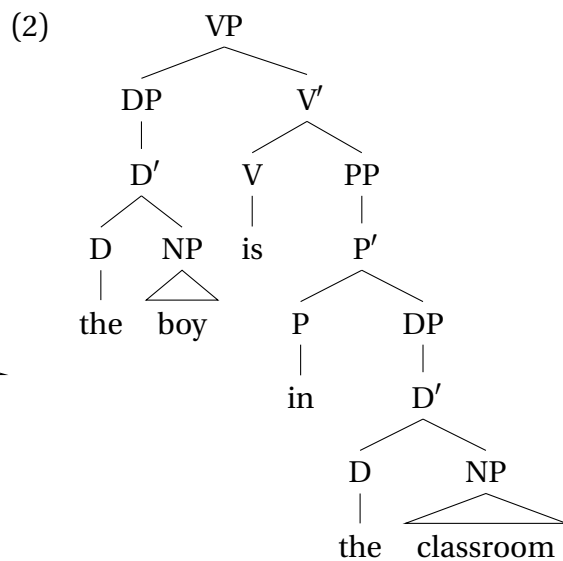 (2) VP
DP V′
D′ V PP
D NP is P′
the boy P DP
in D′
D NP
the classroom